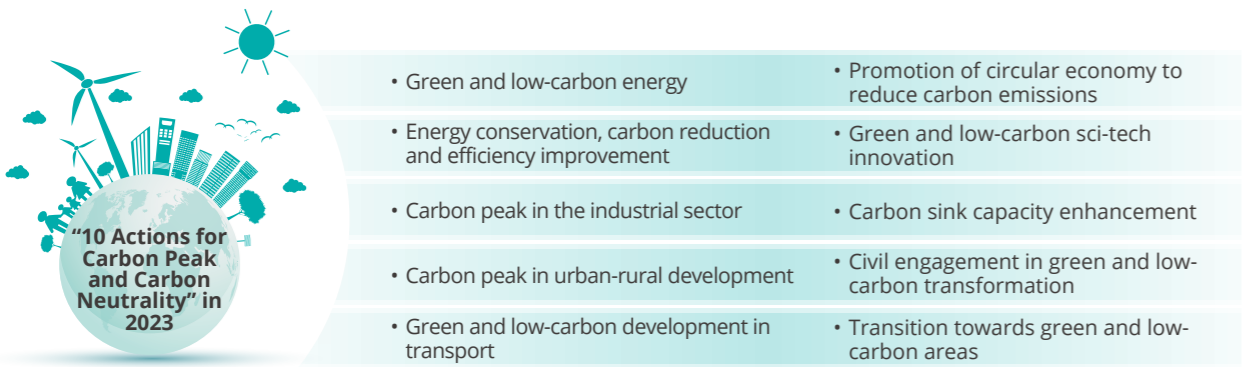 “10 Actions for
Carbon Peak
and Carbon
Neutrality” in
2023
• Green and low-carbon energy
• Energy conservation, carbon reduction
and efficiency improvement
• Carbon peak in the industrial sector
• Carbon peak in urban-rural development
• Green and low-carbon development in
transport
• Promotion of circular economy to
reduce carbon emissions
• Green and low-carbon sci-tech
innovation
• Carbon sink capacity enhancement
• Civil engagement in green and low-
carbon transformation
• Transition towards green and low-
carbon areas